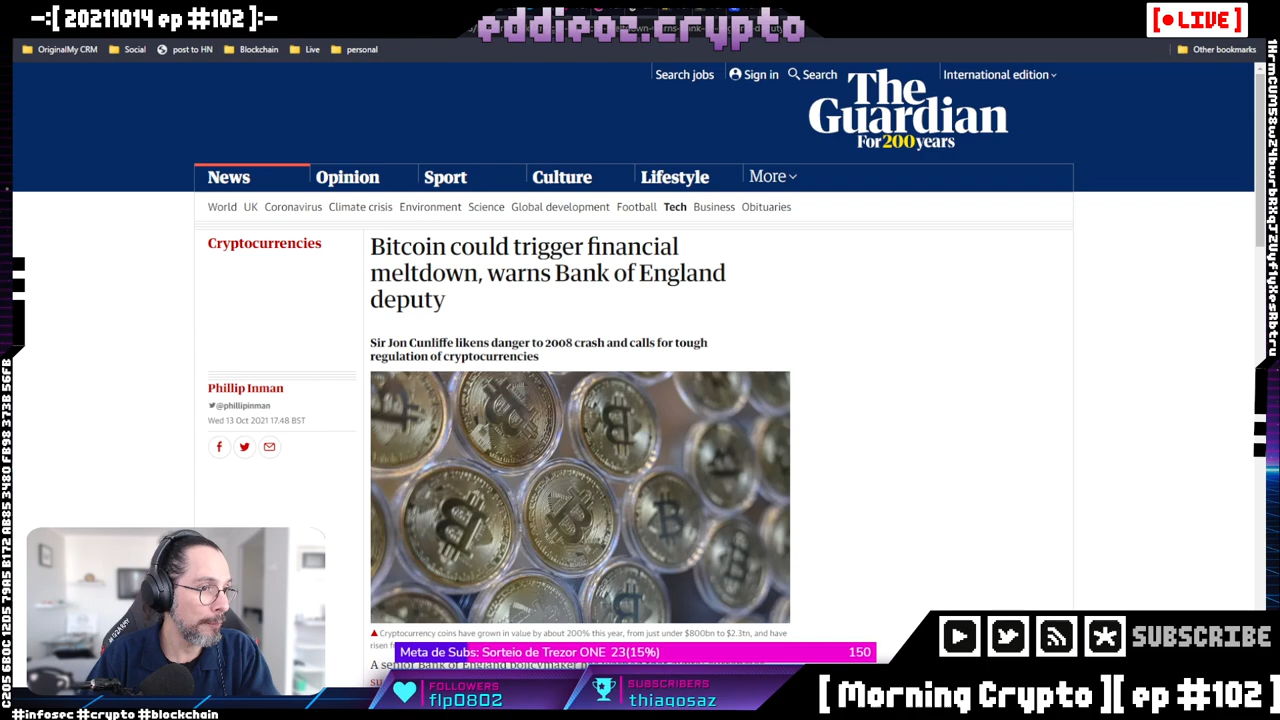 -:[ 20211014 ep #102 ]:-
eddieoz.crypto
[•LIVE]
OriginalMy CRM
Social
post to HN
Blockchain
Live
personal
Other bookmarks
Search jobs
Sign in
Search
International edition
The
Guardian
For 200 years
News
Opinion
Sport
Culture
Lifestyle
More
World UK Coronavirus Climate crisis Environment Science Global development Football Tech Business Obituaries
Cryptocurrencies
Bitcoin could trigger financial
meltdown, warns Bank of England
deputy
Sir Jon Cunliffe likens danger to 2008 crash and calls for tough
regulation of cryptocurrencies
Phillip Inman
@phillipinman
Wed 13 Oct 2021 17.48 BST
Cryptocurrency coins have grown in value by about 200% this year, from just under $800bn to $2.3tn, and have
Meta de Subs: Sorteio de Trezor ONE 23(15%)
150
FOLLOWERS
flp0802
SUBSCRIBERS
thiagosaz
SUBSCRIBE
[ Morning Crypto ][ ep #102 ]
#infosec #crypto #blockchain